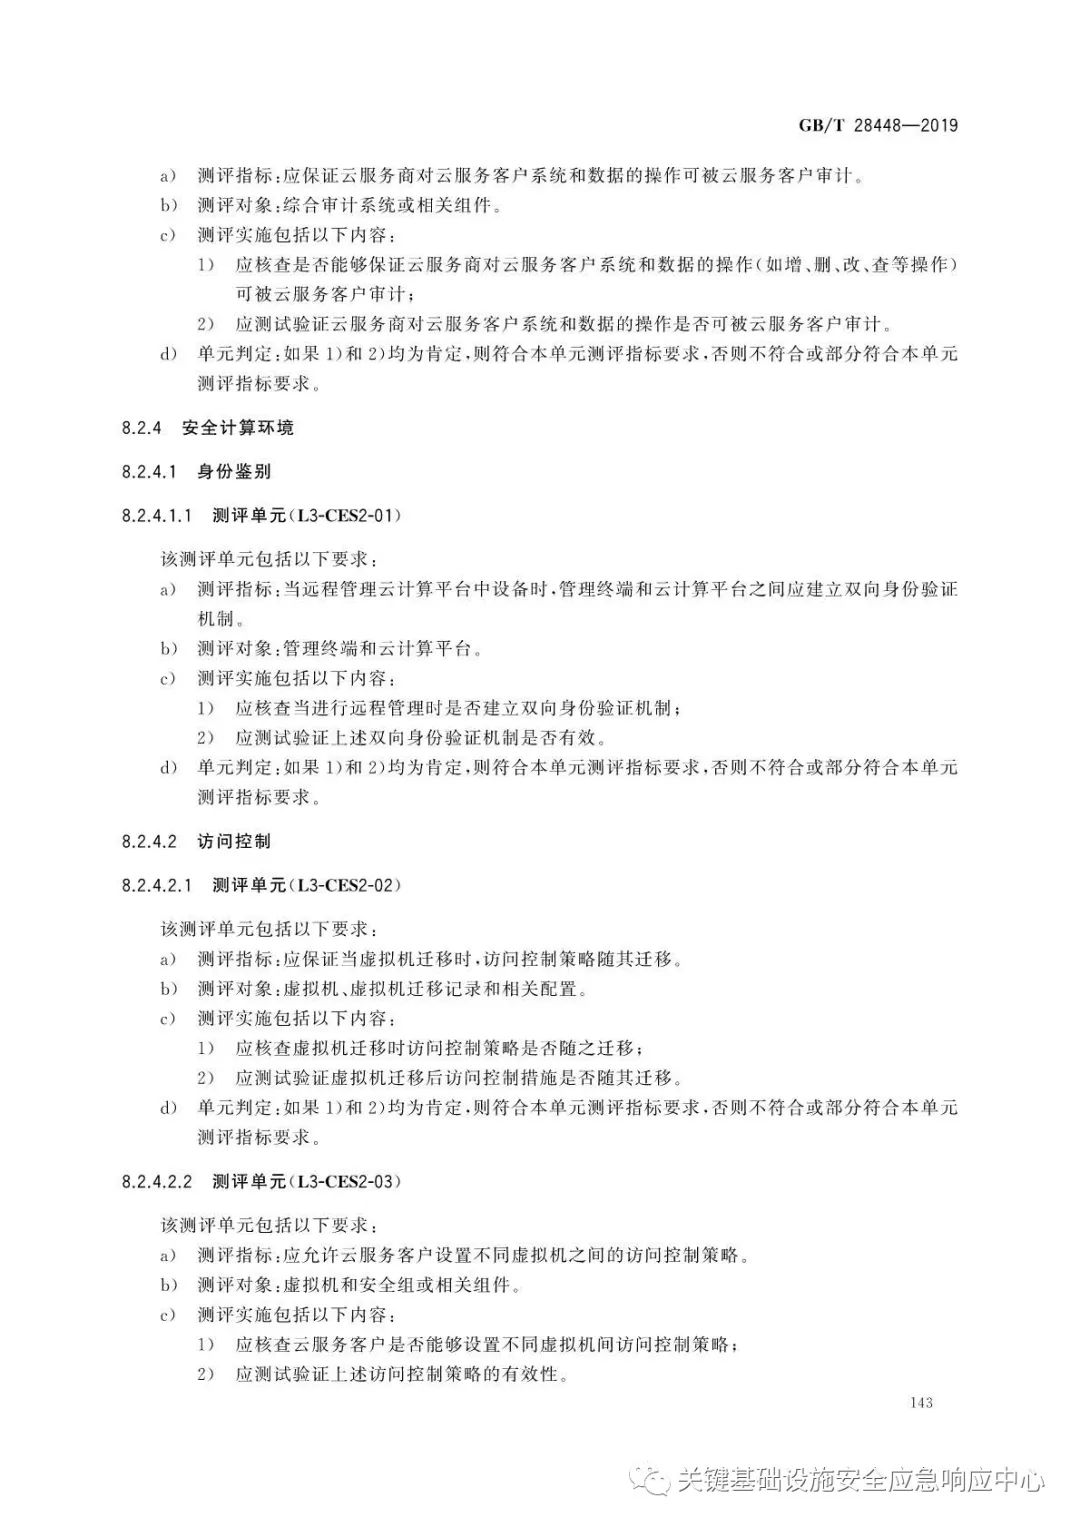 GB/T 28448—2019
a) 测评指标:应保证云服务商对云服务客户系统和数据的操作可被云服务客户审计。
b) 测评对象:综合审计系统或相关组件。
c) 测评实施包括以下内容:
1) 应核查是否能够保证云服务商对云服务客户系统和数据的操作(如增、删、改、查等操作)
可被云服务客户审计;
2) 应测试验证云服务商对云服务客户系统和数据的操作是否可被云服务客户审计。
d) 单元判定:如果1)和2)均为肯定,则符合本单元测评指标要求,否则不符合或部分符合本单元
测评指标要求。
8.2.4 安全计算环境
8.2.4.1 身份鉴别
8.2.4.1.1 测评单元(L3-CES2-01)
该测评单元包括以下要求:
a) 测评指标:当远程管理云计算平台中设备时,管理终端和云计算平台之间应建立双向身份验证
机制。
b) 测评对象:管理终端和云计算平台。
c) 测评实施包括以下内容:
1) 应核查当进行远程管理时是否建立双向身份验证机制;
2) 应测试验证上述双向身份验证机制是否有效。
d) 单元判定:如果1)和2)均为肯定,则符合本单元测评指标要求,否则不符合或部分符合本单元
测评指标要求。
8.2.4.2 访问控制
8.2.4.2.1 测评单元(L3-CES2-02)
该测评单元包括以下要求:
a) 测评指标:应保证当虚拟机迁移时,访问控制策略随其迁移。
b) 测评对象:虚拟机、虚拟机迁移记录和相关配置。
c) 测评实施包括以下内容:
1) 应核查虚拟机迁移时访问控制策略是否随之迁移;
2) 应测试验证虚拟机迁移后访问控制措施是否随其迁移。
d) 单元判定:如果1)和2)均为肯定,则符合本单元测评指标要求,否则不符合或部分符合本单元
测评指标要求。
8.2.4.2.2 测评单元(L3-CES2-03)
该测评单元包括以下要求:
a) 测评指标:应允许云服务客户设置不同虚拟机之间的访问控制策略。
b) 测评对象:虚拟机和安全组或相关组件。
c) 测评实施包括以下内容:
1) 应核查云服务客户是否能够设置不同虚拟机间访问控制策略;
2) 应测试验证上述访问控制策略的有效性。
143
关键基础设施安全应急响应中心